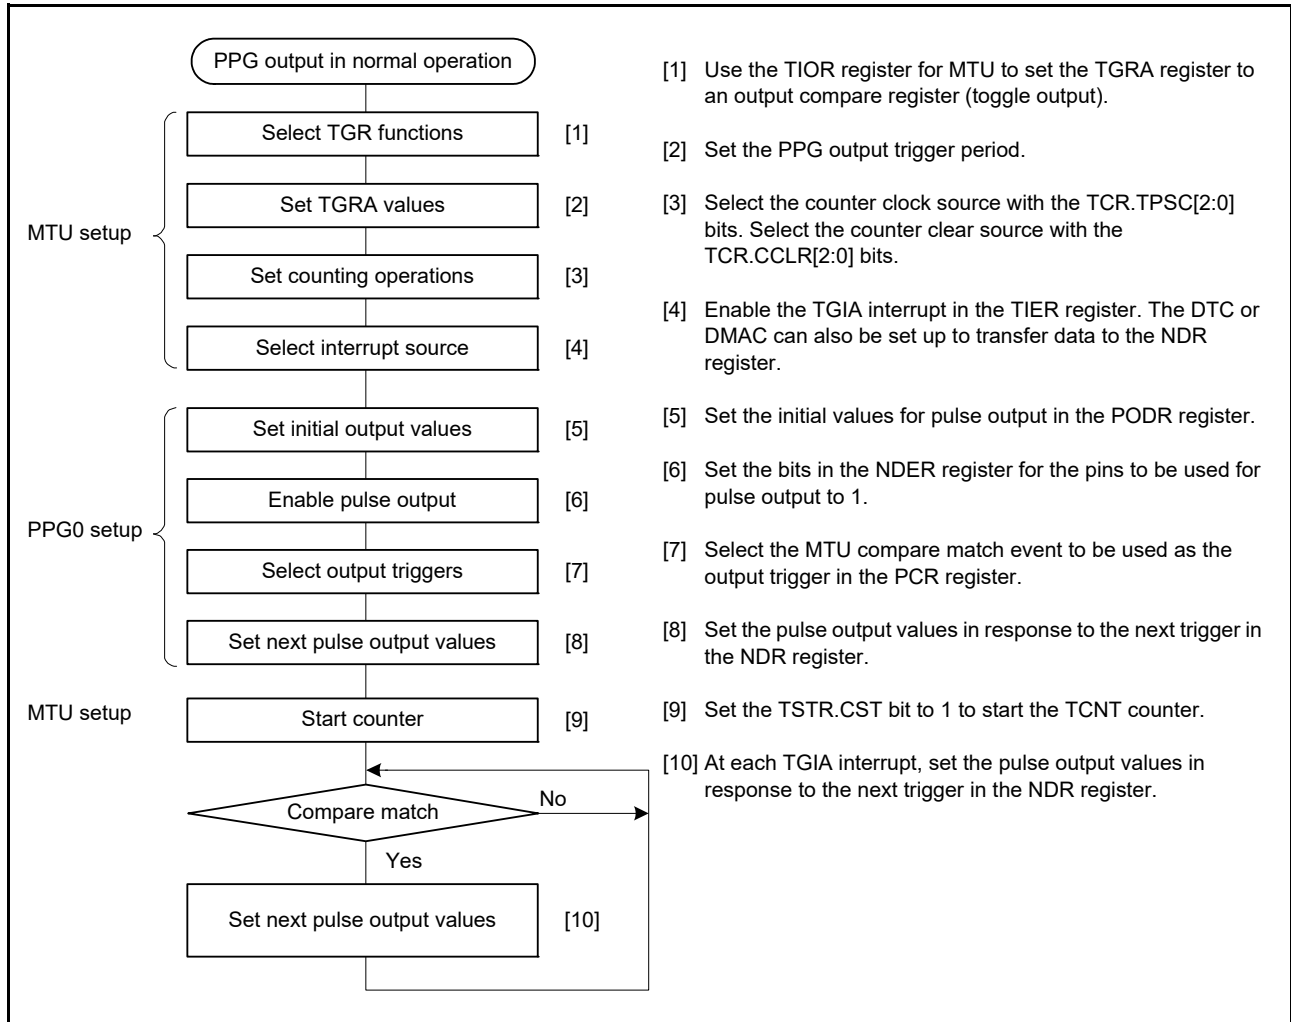 PPG output in normal operation
MTU setup
Select TGR functions [1]
Set TGRA values [2]
Set counting operations [3]
Select interrupt source [4]
PPG0 setup
Set initial output values [5]
Enable pulse output [6]
Select output triggers [7]
Set next pulse output values [8]
MTU setup
Start counter [9]
Compare match
No
Yes
Set next pulse output values [10]
[1] Use the TIOR register for MTU to set the TGRA register to
an output compare register (toggle output).
[2] Set the PPG output trigger period.
[3] Select the counter clock source with the TCR.TPSC[2:0]
bits. Select the counter clear source with the
TCR.CCLR[2:0] bits.
[4] Enable the TGIA interrupt in the TIER register. The DTC or
DMAC can also be set up to transfer data to the NDR
register.
[5] Set the initial values for pulse output in the PODR register.
[6] Set the bits in the NDER register for the pins to be used for
pulse output to 1.
[7] Select the MTU compare match event to be used as the
output trigger in the PCR register.
[8] Set the pulse output values in response to the next trigger in
the NDR register.
[9] Set the TSTR.CST bit to 1 to start the TCNT counter.
[10] At each TGIA interrupt, set the pulse output values in
response to the next trigger in the NDR register.